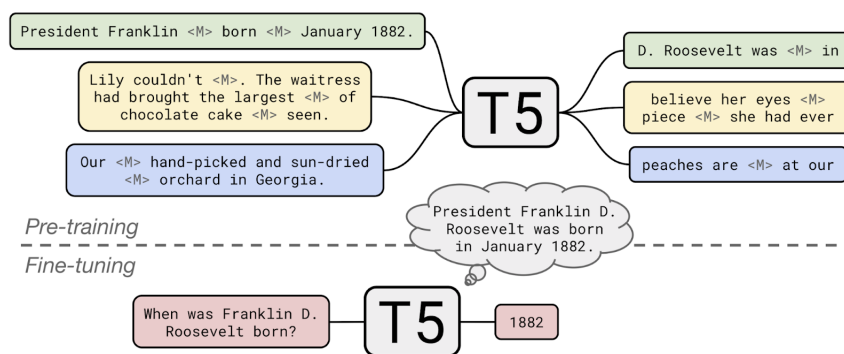 President Franklin <M> born <M> January 1882.
D. Roosevelt was <M> in
Lily couldn't <M>. The waitress
had brought the largest <M> of
chocolate cake <M> seen.
T5
believe her eyes <M>
piece <M> she had ever
Our <M> hand-picked and sun-dried
<M> orchard in Georgia.
peaches are <M> at our
Pre-training
President Franklin D.
Roosevelt was born
in January 1882.
Fine-tuning
When was Franklin D.
Roosevelt born?
T5
1882